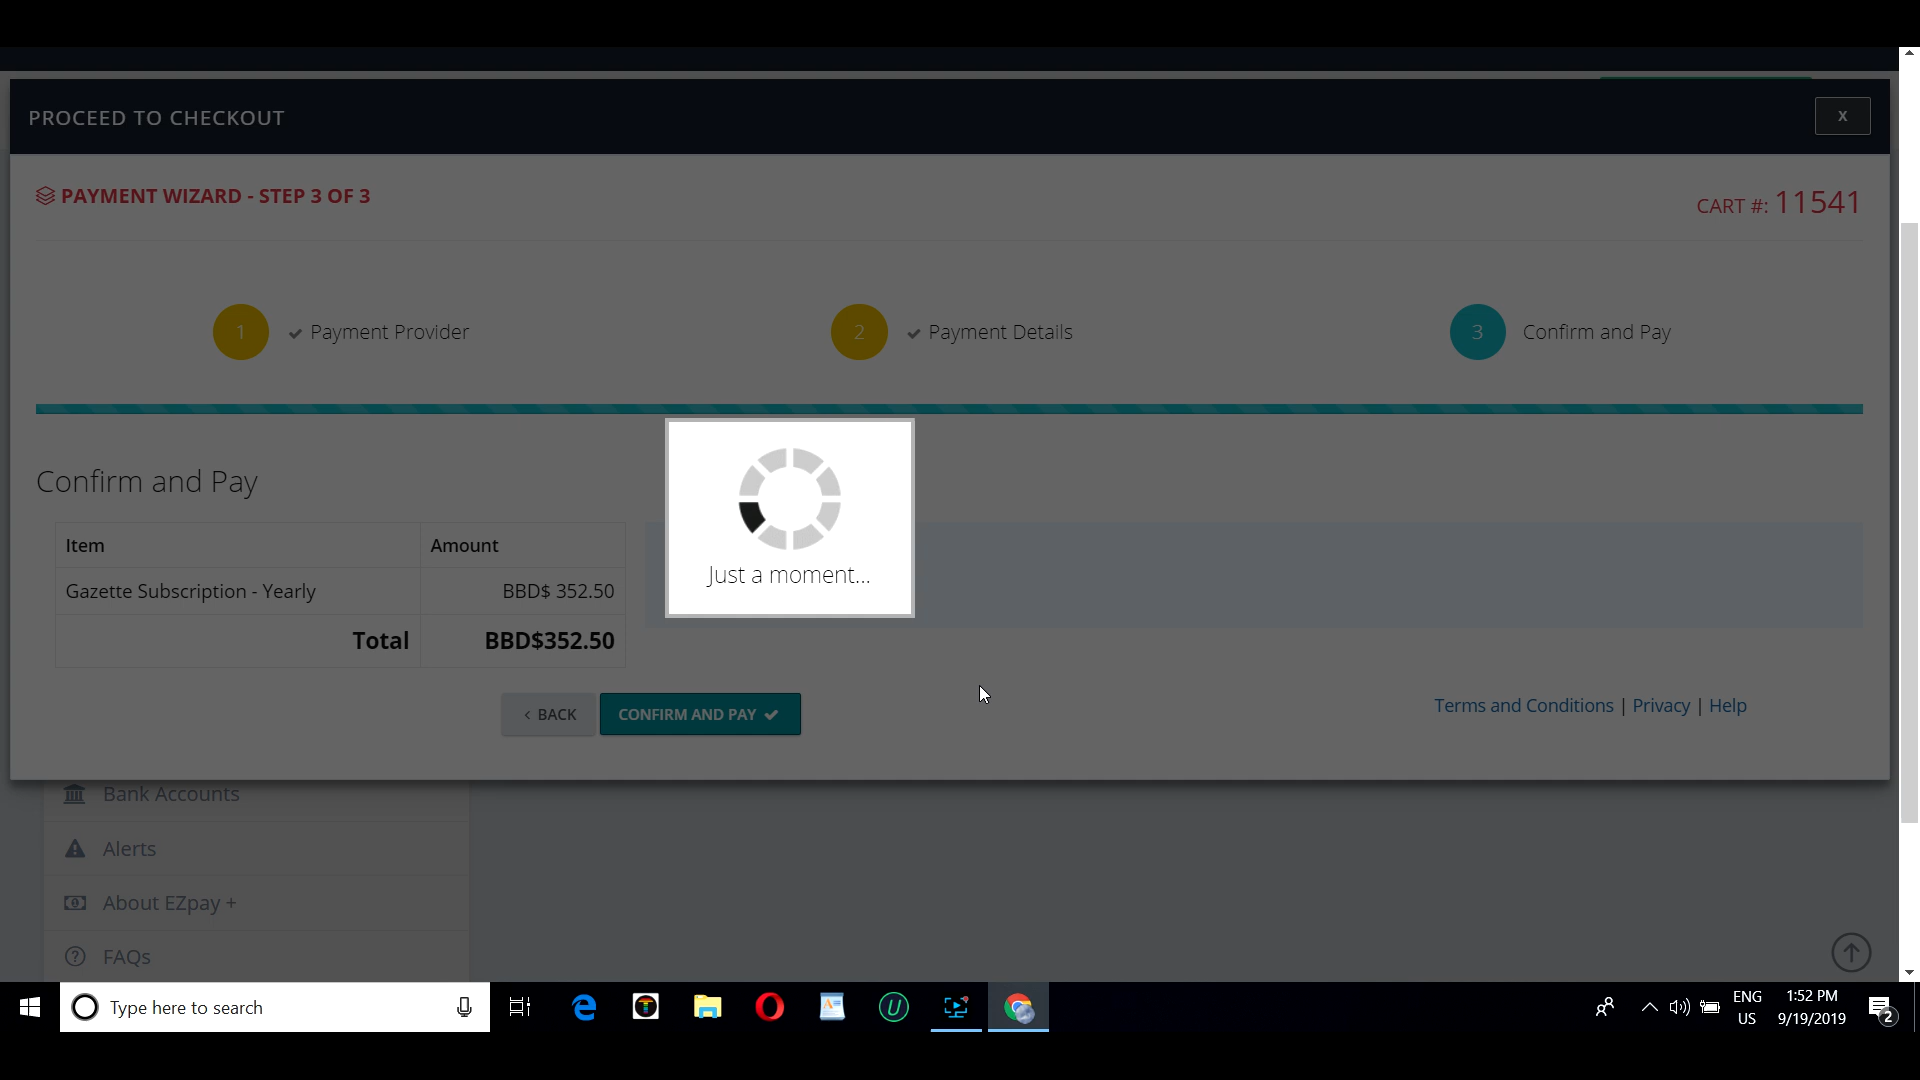 PROCEED TO CHECKOUT
X
PAYMENT WIZARD - STEP 3 OF 3
CART #: 11541
1 Payment Provider
2 Payment Details
3 Confirm and Pay
Confirm and Pay
Item Amount
Gazette Subscription - Yearly BBD$ 352.50
Total BBD$352.50
Just a moment...
< BACK
CONFIRM AND PAY
Terms and Conditions | Privacy | Help
Bank Accounts
Alerts
About EZpay +
FAQs
Type here to search
ENG
US
1:52 PM
9/19/2019
2